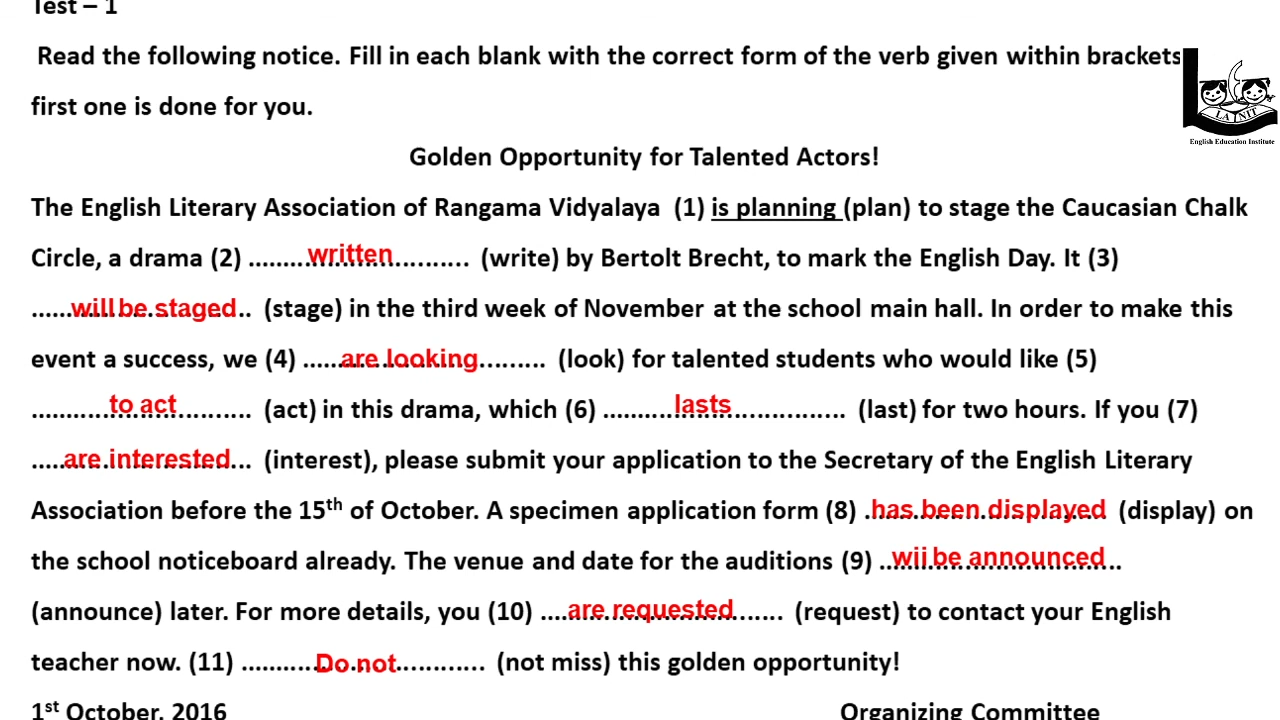 Test – 1
Read the following notice. Fill in each blank with the correct form of the verb given within brackets
first one is done for you.
LA NIT
English Education Institute
Golden Opportunity for Talented Actors!
The English Literary Association of Rangama Vidyalaya (1) is planning (plan) to stage the Caucasian Chalk
Circle, a drama (2) ........written.......... (write) by Bertolt Brecht, to mark the English Day. It (3)
......will be staged.. (stage) in the third week of November at the school main hall. In order to make this
event a success, we (4) ......are looking......... (look) for talented students who would like (5)
..........to act.......... (act) in this drama, which (6) ..........lasts.............. (last) for two hours. If you (7)
.....are interested... (interest), please submit your application to the Secretary of the English Literary
Association before the 15th of October. A specimen application form (8) .has been displayed (display) on
the school noticeboard already. The venue and date for the auditions (9) ..wii be announced..
(announce) later. For more details, you (10) ....are requested...... (request) to contact your English
teacher now. (11) ..........Do not............ (not miss) this golden opportunity!
1st October, 2016 Organizing Committee